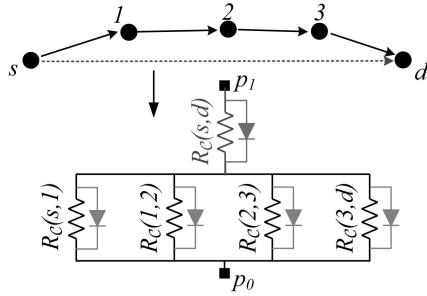 1 2 3
s d
p1
RC(s,d)
RC(s,1) RC(1,2) RC(2,3) RC(3,d)
p0